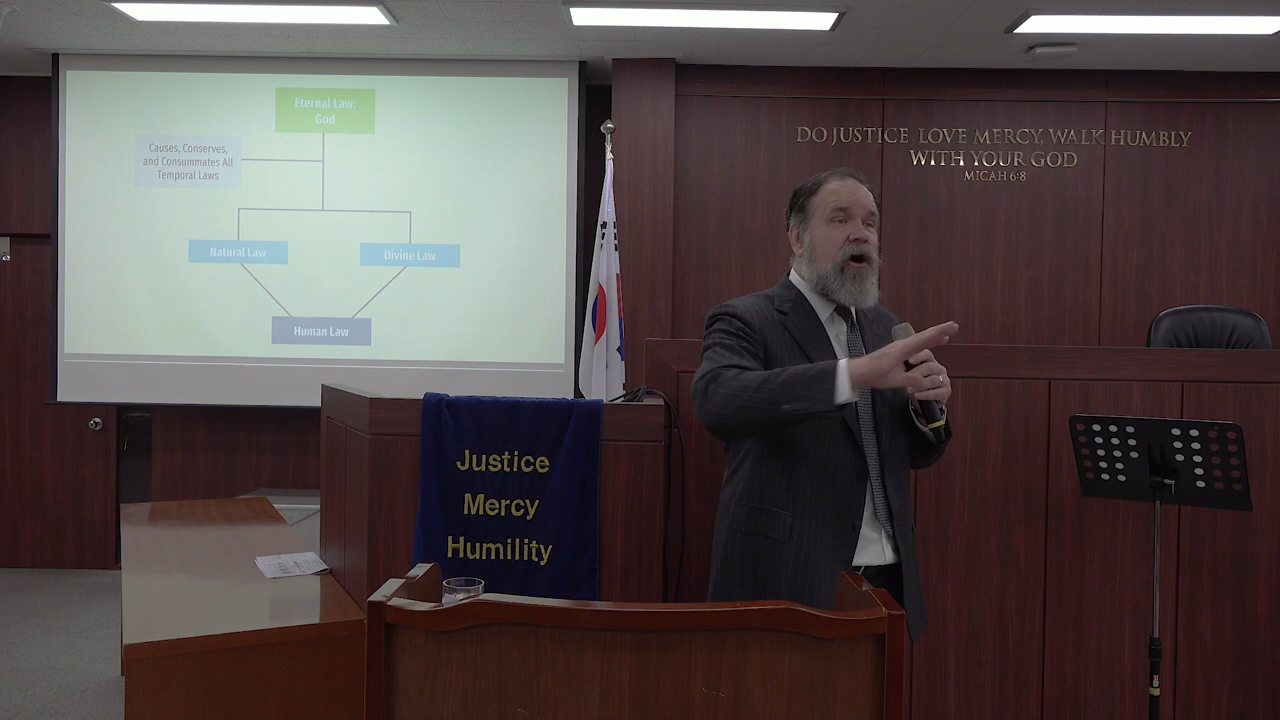 Eternal Law:
God
Causes, Conserves,
and Consummates All
Temporal Laws
Natural Law
Divine Law
Human Law
DO JUSTICE LOVE MERCY, WALK HUMBLY
WITH YOUR GOD
MICAH 6:8
Justice
Mercy
Humility